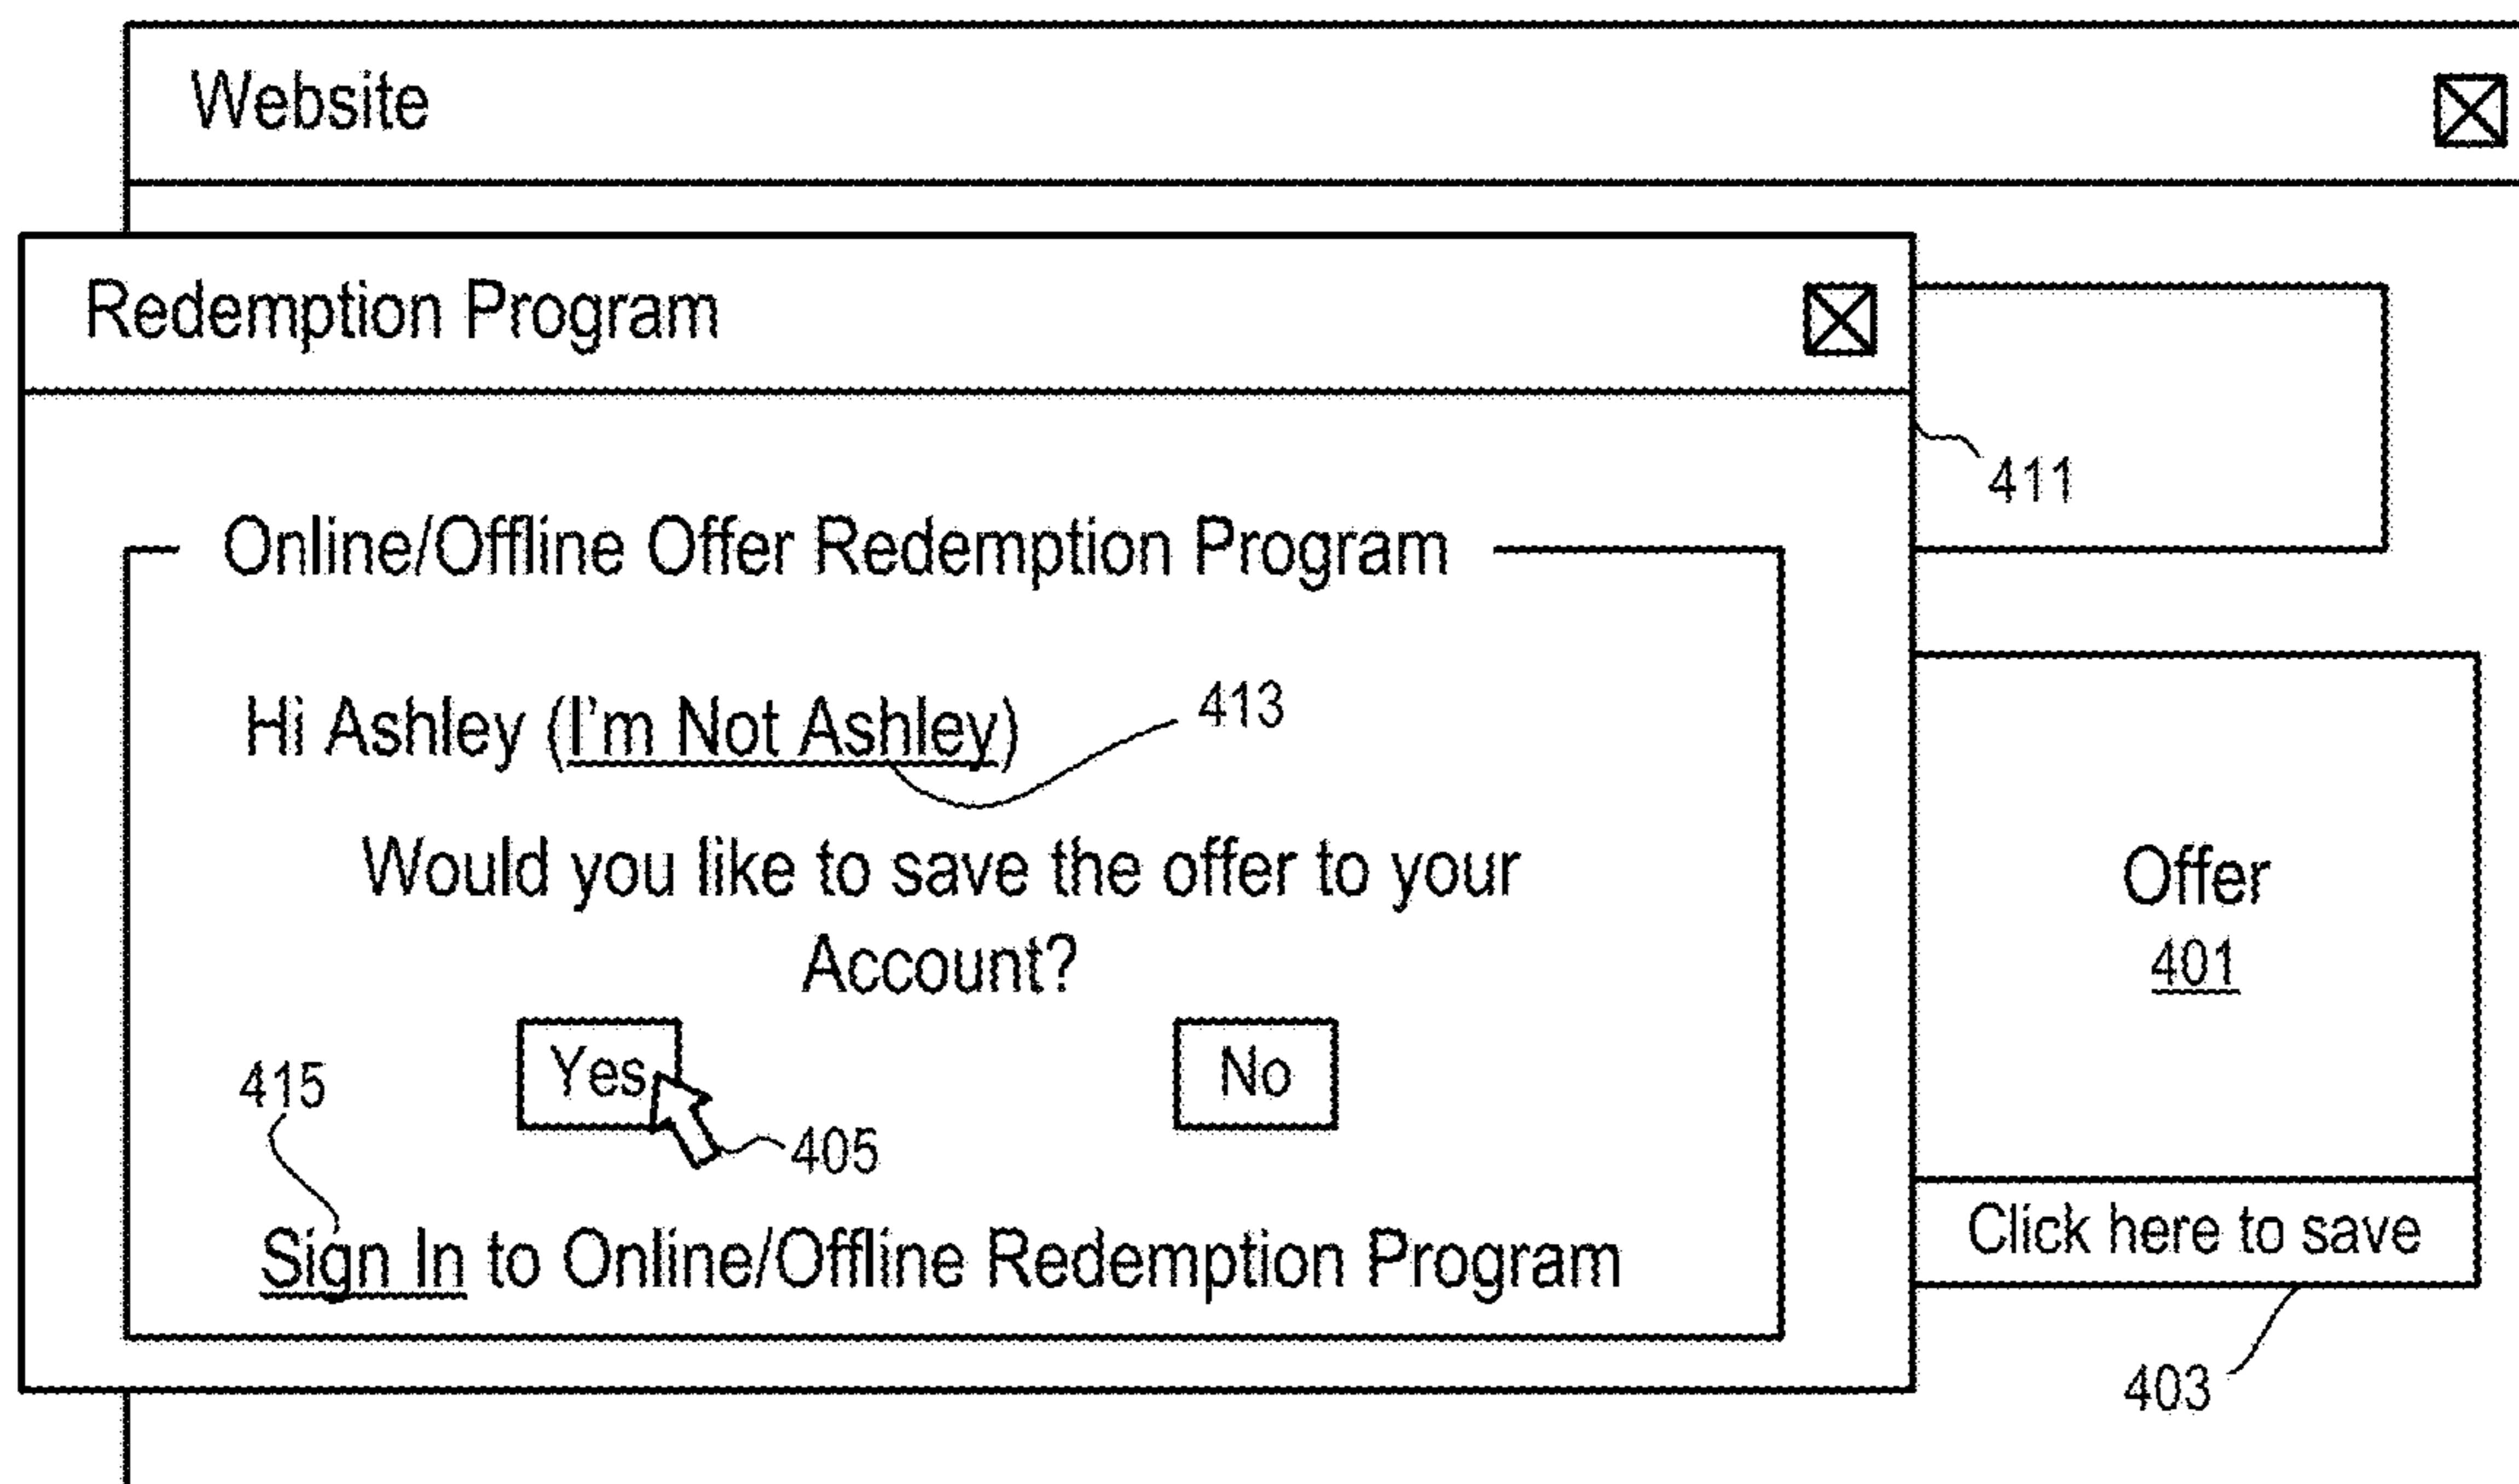 Website
Redemption Program
411
Online/Offline Offer Redemption Program
Hi Ashley (I'm Not Ashley)
413
Would you like to save the offer to your
Account?
Yes
No
415
405
Sign In to Online/Offline Redemption Program
Offer
401
Click here to save
403